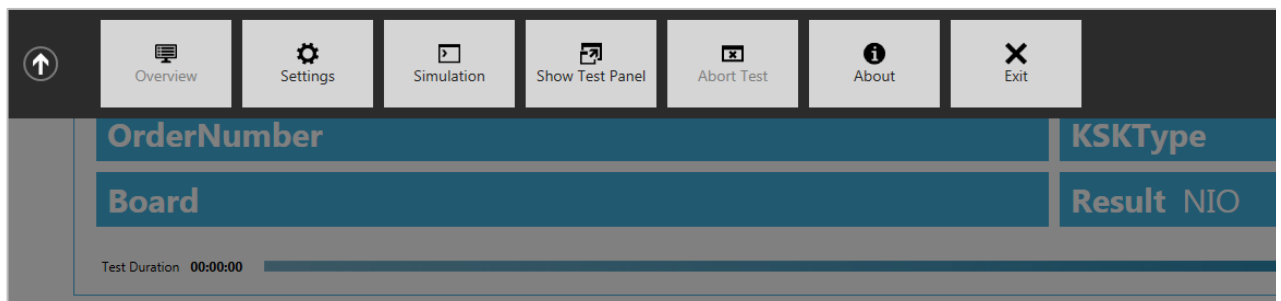 Overview Settings Simulation Show Test Panel Abort Test About Exit
OrderNumber KSKType
Board Result NIO
Test Duration 00:00:00